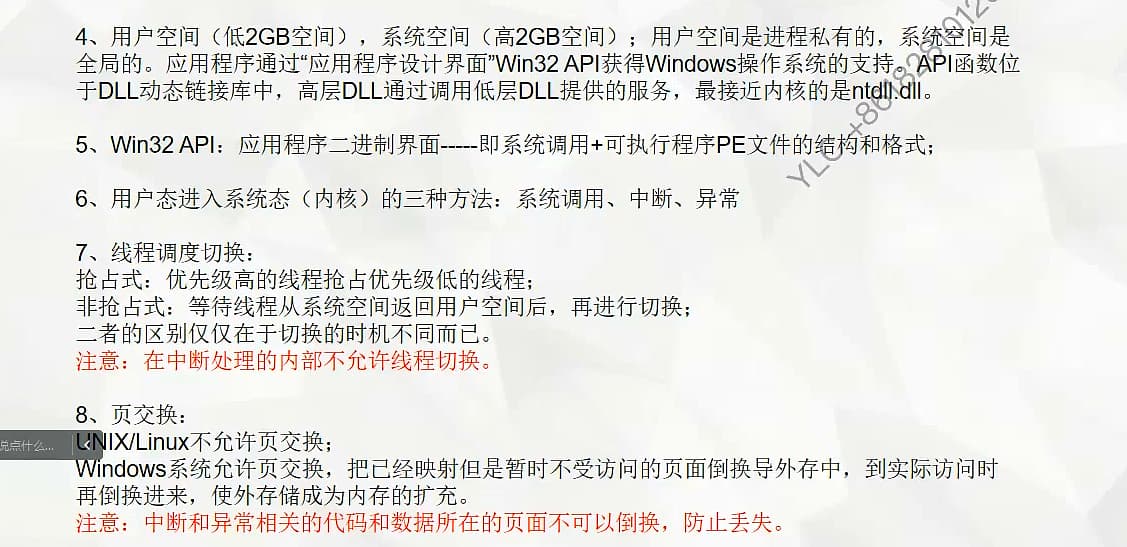 4、用户空间（低2GB空间），系统空间（高2GB空间）；用户空间是进程私有的，系统空间是
全局的。应用程序通过“应用程序设计界面”Win32 API获得Windows操作系统的支持。API函数位
于DLL动态链接库中，高层DLL通过调用低层DLL提供的服务，最接近内核的是ntdll.dll。
5、Win32 API：应用程序二进制界面-----即系统调用+可执行程序PE文件的结构和格式；
6、用户态进入系统态（内核）的三种方法：系统调用、中断、异常
7、线程调度切换：
抢占式：优先级高的线程抢占优先级低的线程；
非抢占式：等待线程从系统空间返回用户空间后，再进行切换；
二者的区别仅仅在于切换的时机不同而已。
注意：在中断处理的内部不允许线程切换。
8、页交换：
UNIX/Linux不允许页交换；
Windows系统允许页交换，把已经映射但是暂时不受访问的页面倒换导外存中，到实际访问时
再倒换进来，使外存储成为内存的扩充。
注意：中断和异常相关的代码和数据所在的页面不可以倒换，防止丢失。
说点什么...